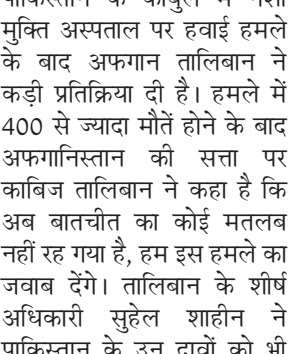 पाकिस्तान के काबुल में नशा
मुक्ति अस्पताल पर हवाई हमले
के बाद अफगान तालिबान ने
कड़ी प्रतिक्रिया दी है। हमले में
400 से ज्यादा मौतें होने के बाद
अफगानिस्तान की सत्ता पर
काबिज तालिबान ने कहा है कि
अब बातचीत का कोई मतलब
नहीं रह गया है, हम इस हमले का
जवाब देंगे। तालिबान के शीर्ष
अधिकारी सुहेल शाहीन ने
पाकिस्तान के उन दावों को भी